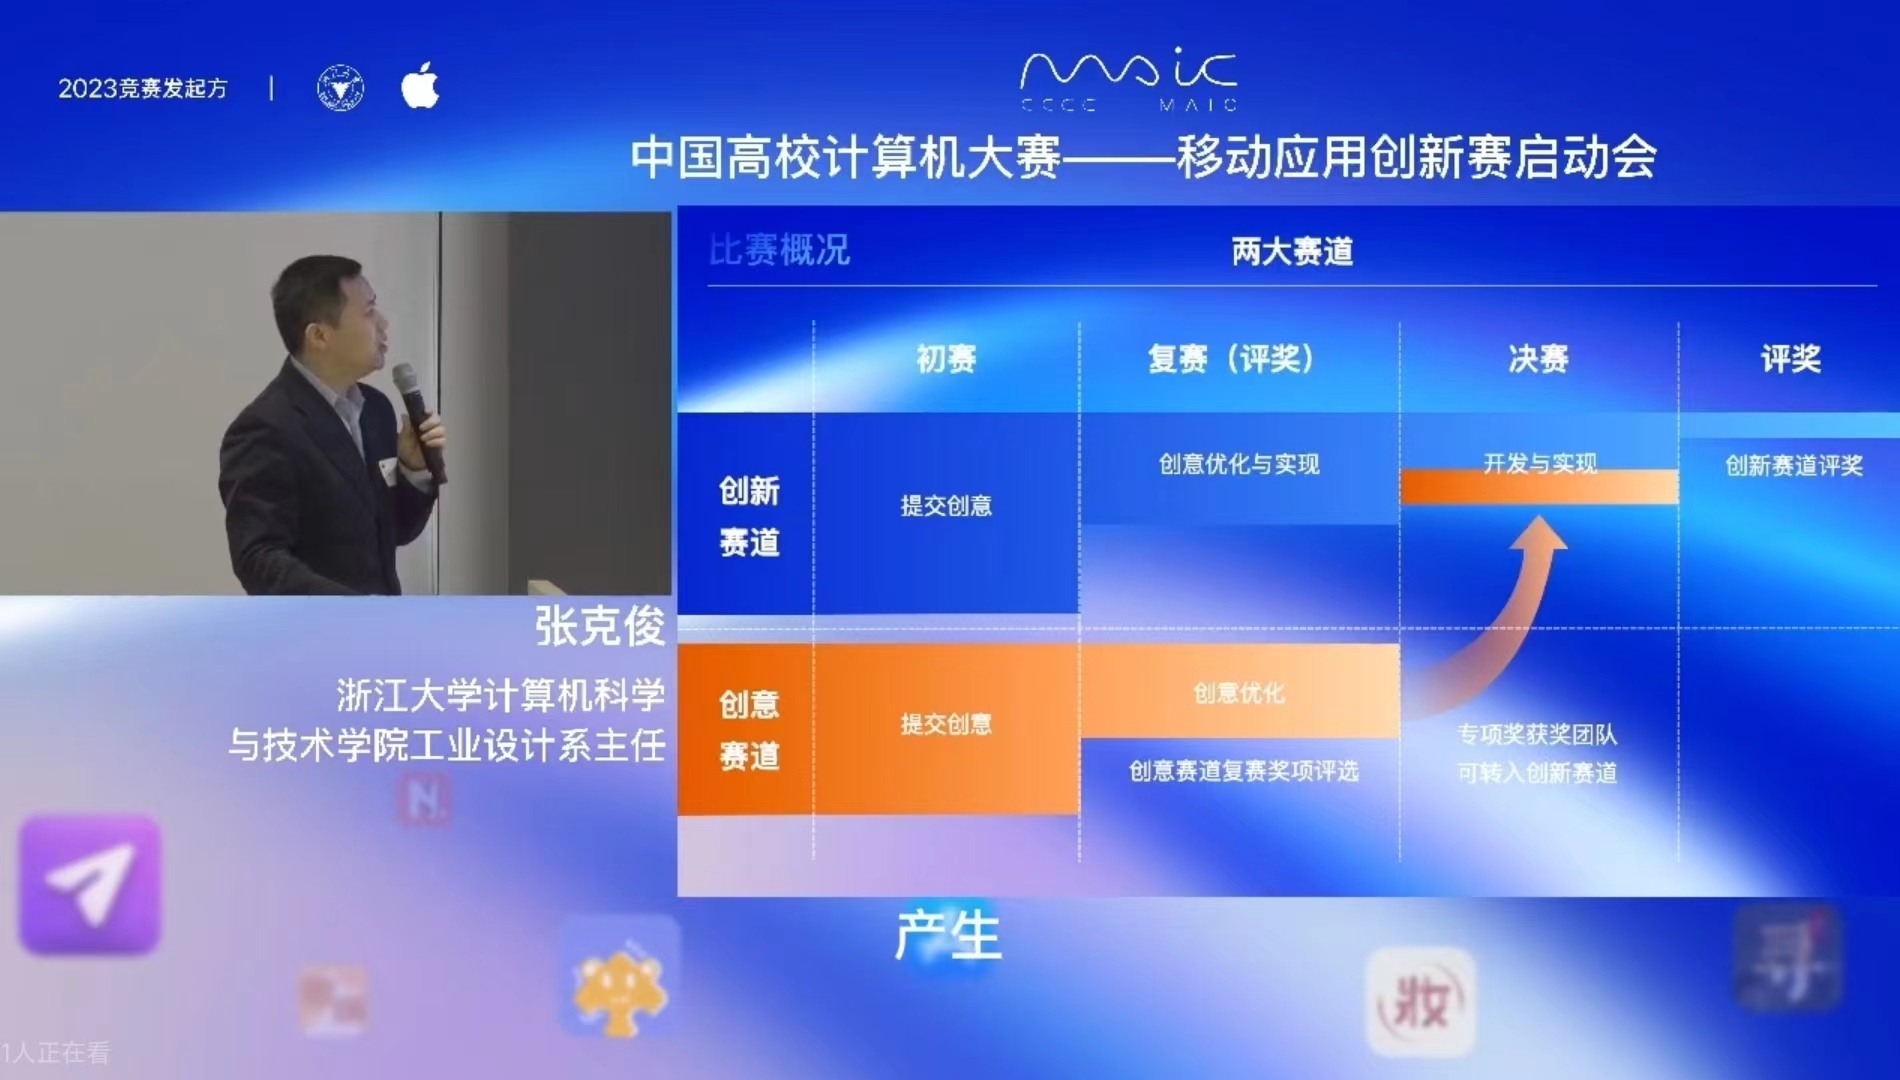 2023竞赛发起方
CCCC MAIC
中国高校计算机大赛——移动应用创新赛启动会
比赛概况
两大赛道
初赛
复赛（评奖）
决赛
评奖
创新
赛道
提交创意
创意优化与实现
开发与实现
创新赛道评奖
创意
赛道
提交创意
创意优化
创意赛道复赛奖项评选
专项奖获奖团队
可转入创新赛道
张克俊
浙江大学计算机科学
与技术学院工业设计系主任
N
产生
妝
寻
1人正在看